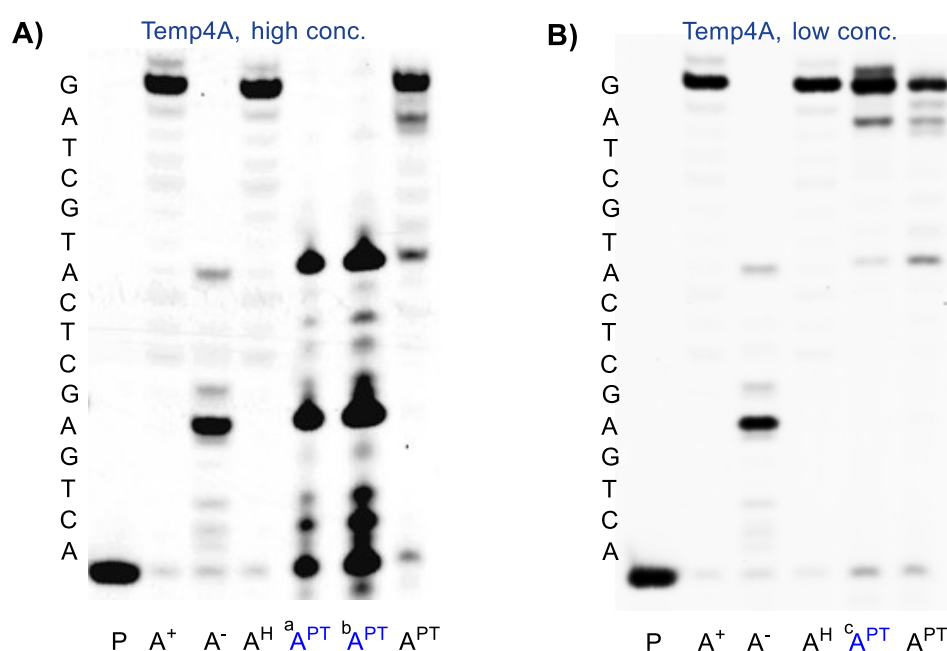 A)
Temp4A, high conc.
G
A
T
C
G
T
A
C
T
C
G
A
G
T
C
A
P A⁺ A⁻ Aᴴ ᵃAᴾᵀ ᵇAᴾᵀ Aᴾᵀ
B)
Temp4A, low conc.
G
A
T
C
G
T
A
C
T
C
G
A
G
T
C
A
P A⁺ A⁻ Aᴴ ᶜAᴾᵀ Aᴾᵀ